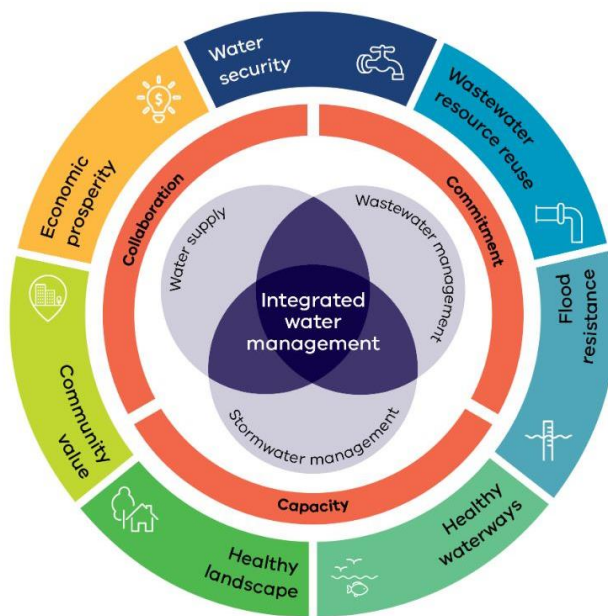 Water
security
Wastewater
resource reuse
Flood
resistance
Healthy
waterways
Healthy
landscape
Community
value
Economic
prosperity
$
Collaboration
Commitment
Capacity
Water supply
Wastewater management
Stormwater management
Integrated
water
management